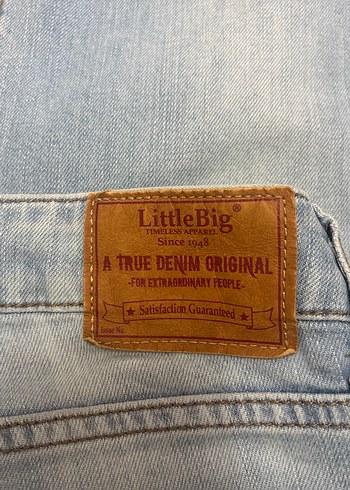 LittleBig®
TIMELESS APPAREL
Since 1948
A TRUE DENIM ORIGINAL
-FOR EXTRAORDINARY PEOPLE-
★ Satisfaction Guaranteed ★
Issue No.